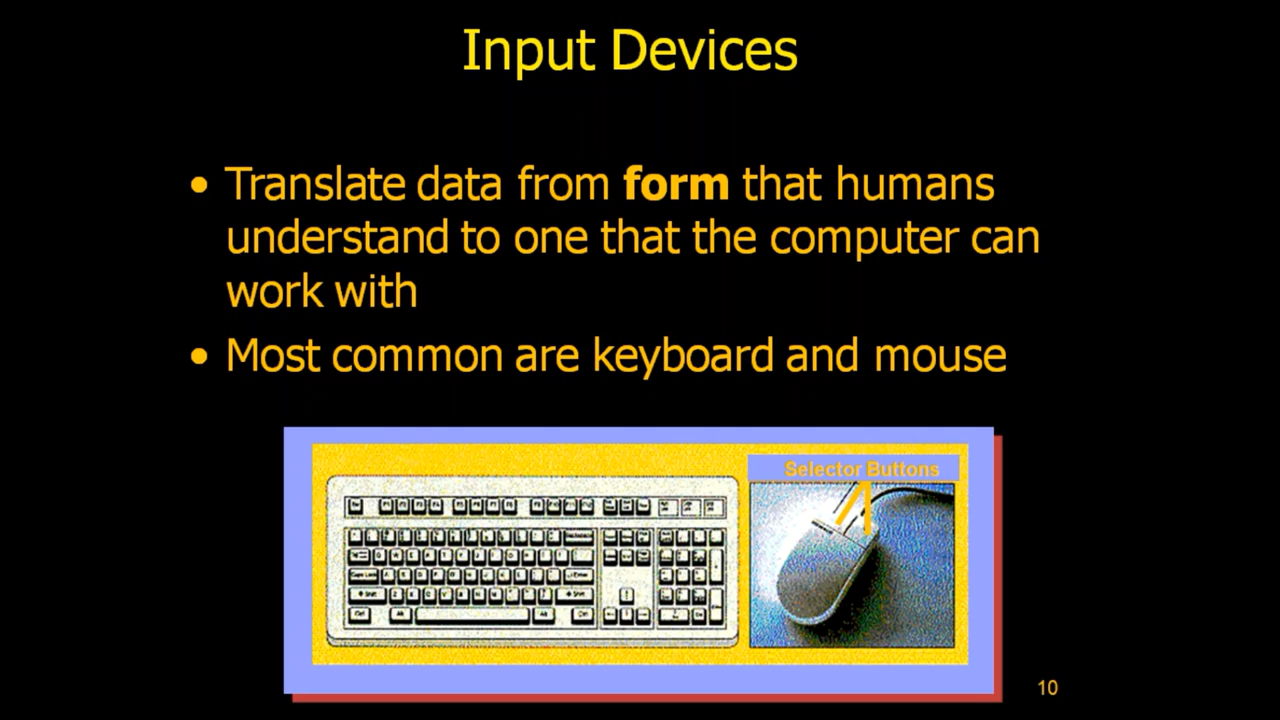 Input Devices
• Translate data from form that humans
understand to one that the computer can
work with
• Most common are keyboard and mouse
Selector Buttons
10